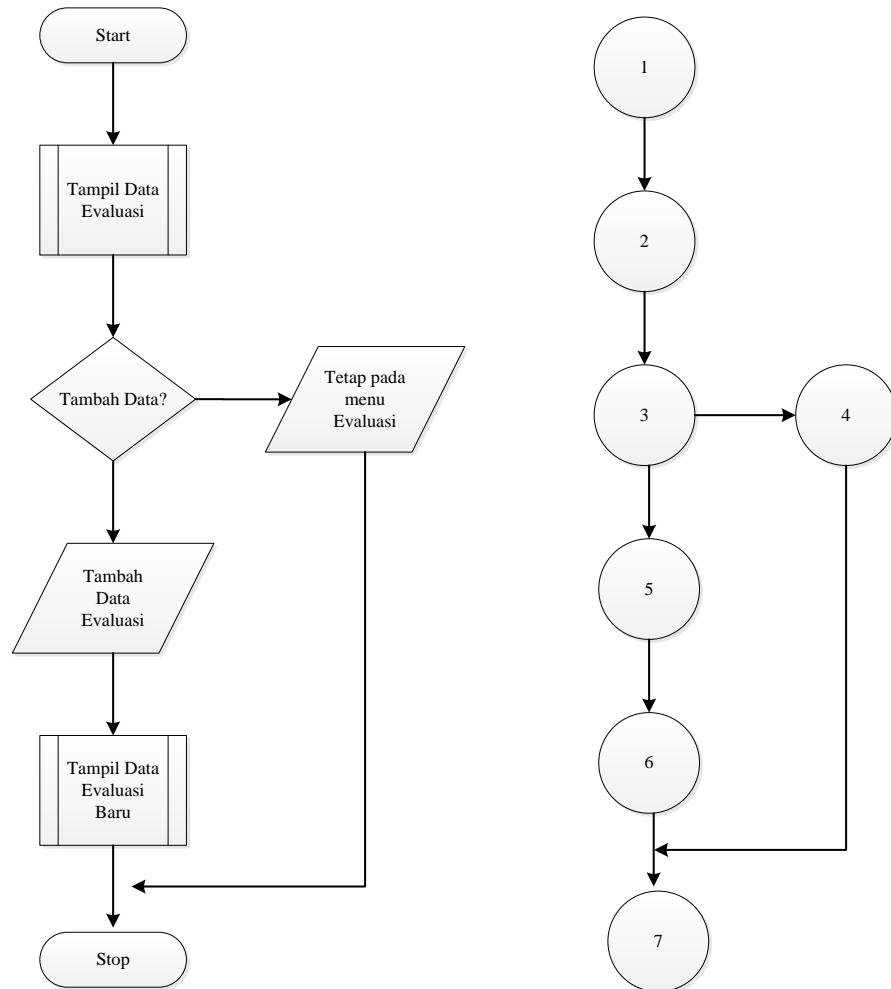 Start
Tampil Data
Evaluasi
Tambah Data?
Tetap pada
menu
Evaluasi
Tambah
Data
Evaluasi
Tampil Data
Evaluasi
Baru
Stop
1
2
3
4
5
6
7